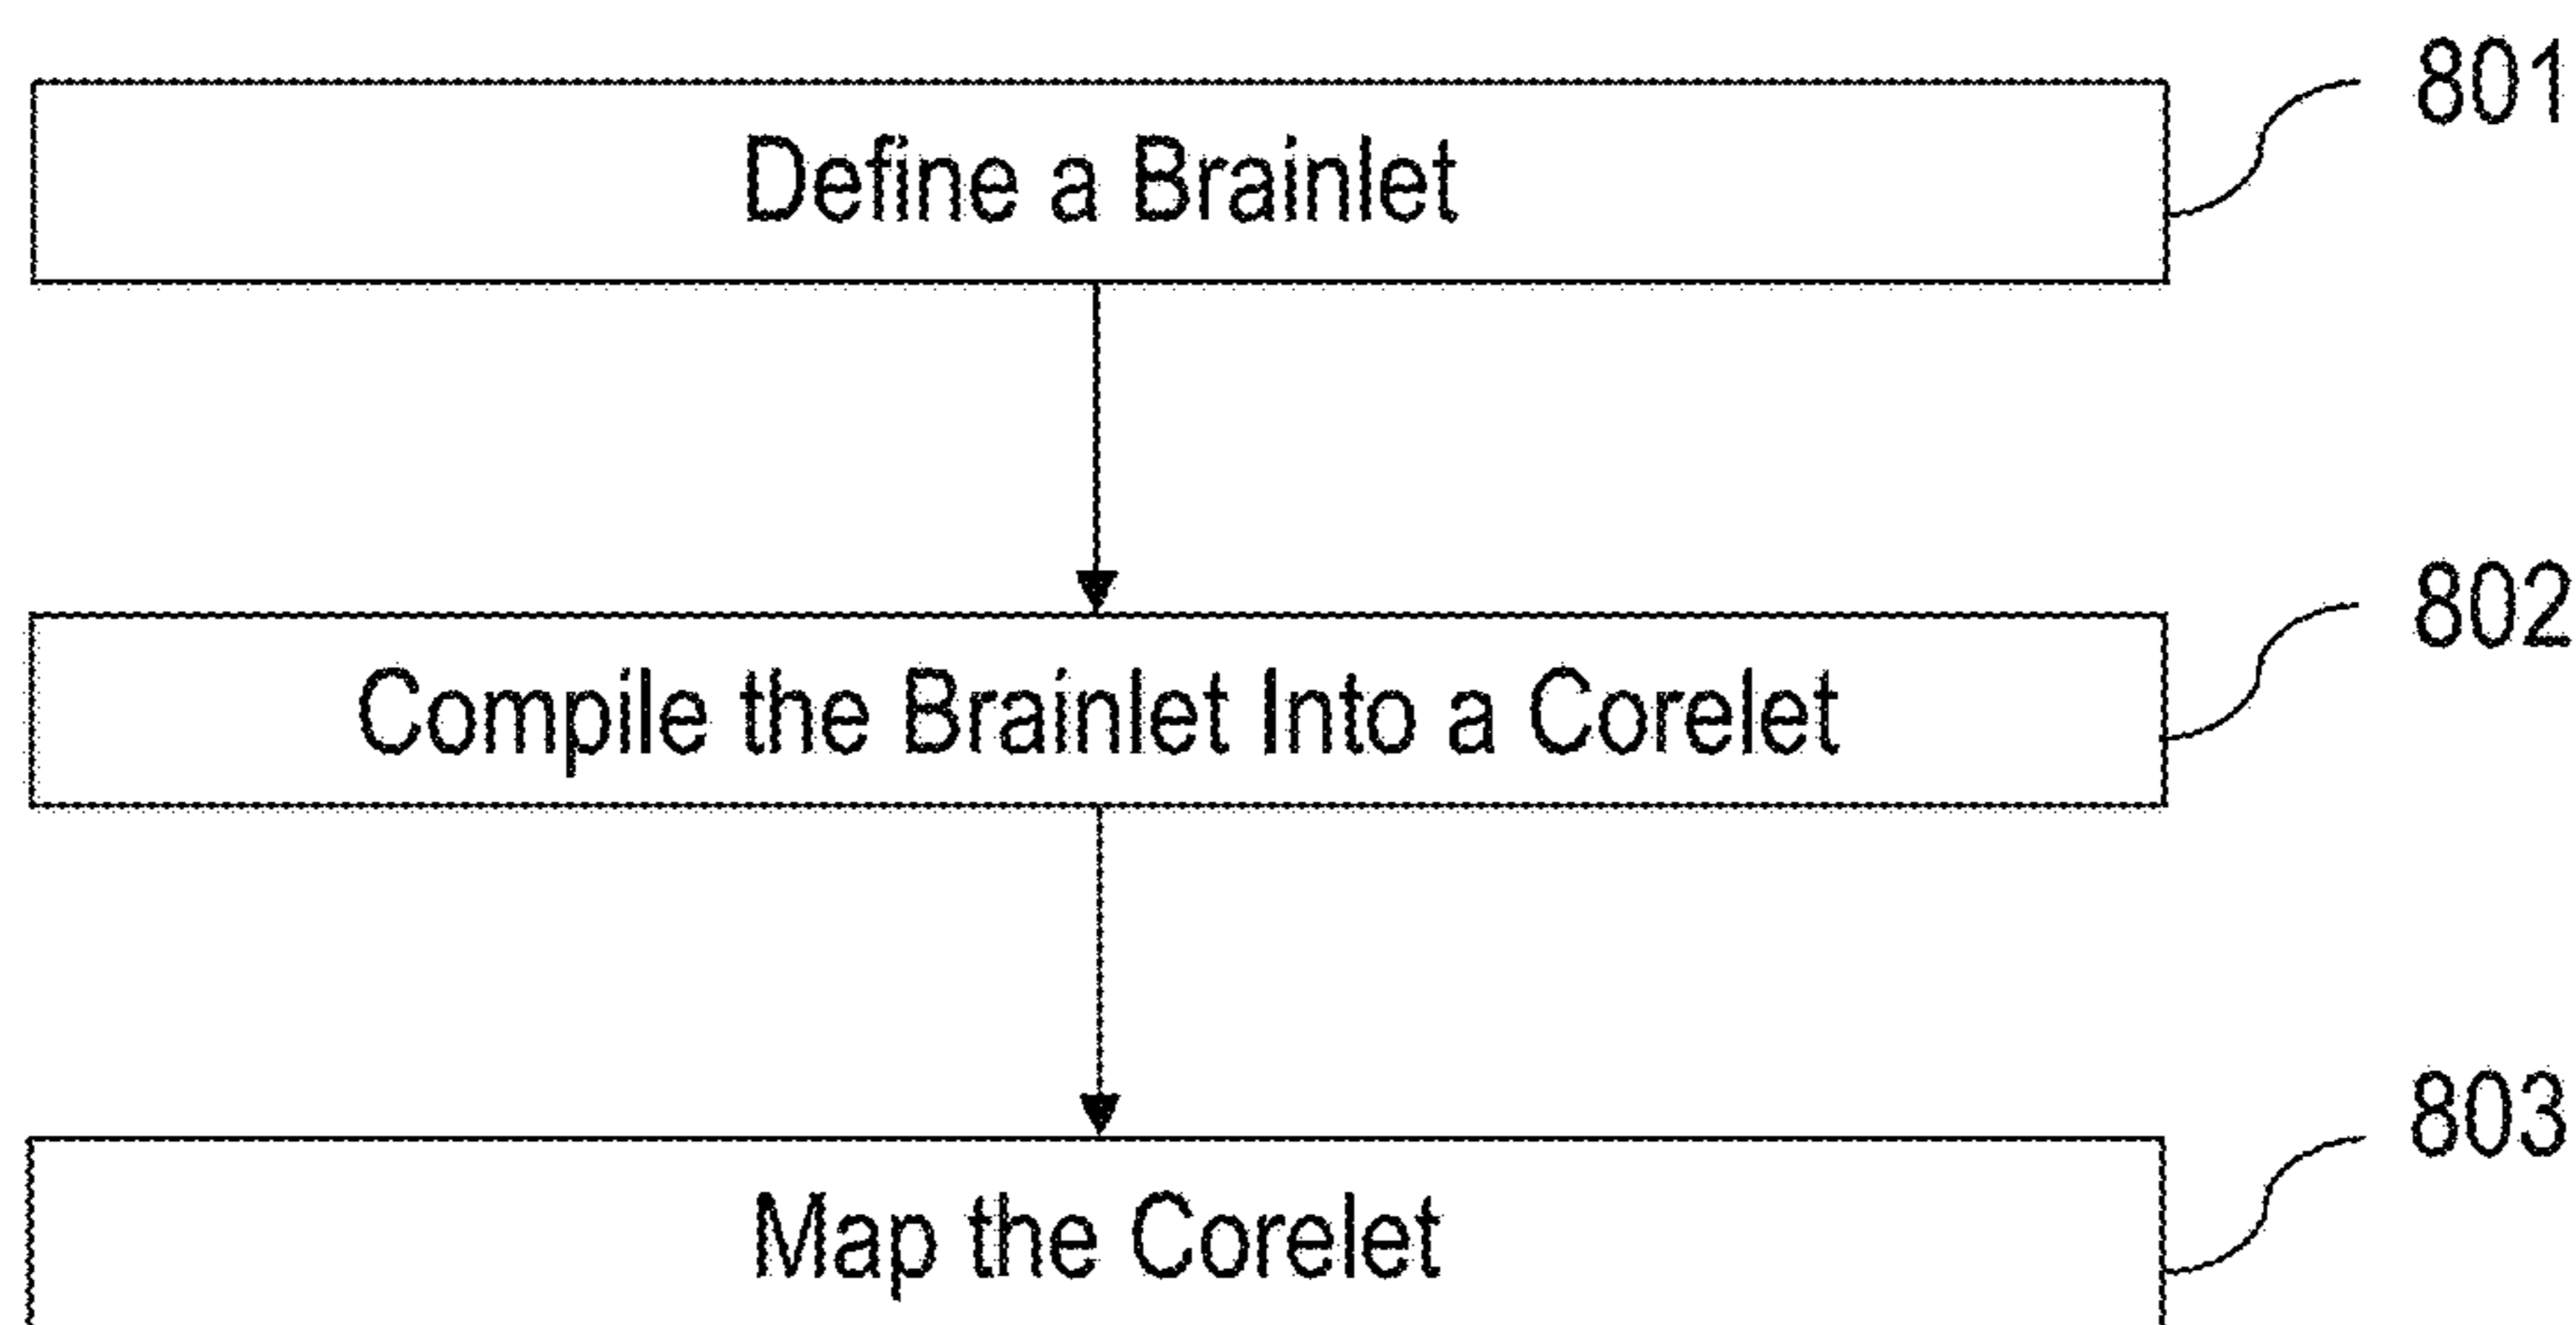 801
Define a Brainlet
802
Compile the Brainlet Into a Corelet
803
Map the Corelet